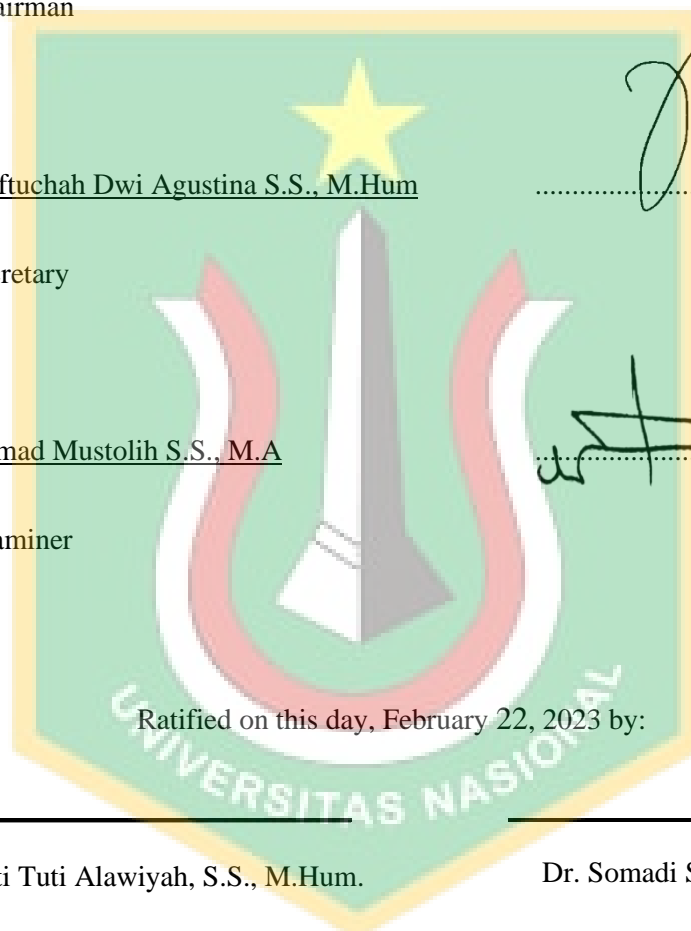 airman
ftuchah Dwi Agustina S.S., M.Hum ......................
retary
mad Mustolih S.S., M.A ......................
aminer
Ratified on this day, February 22, 2023 by:
UNIVERSITAS NASIONAL
ti Tuti Alawiyah, S.S., M.Hum. Dr. Somadi S